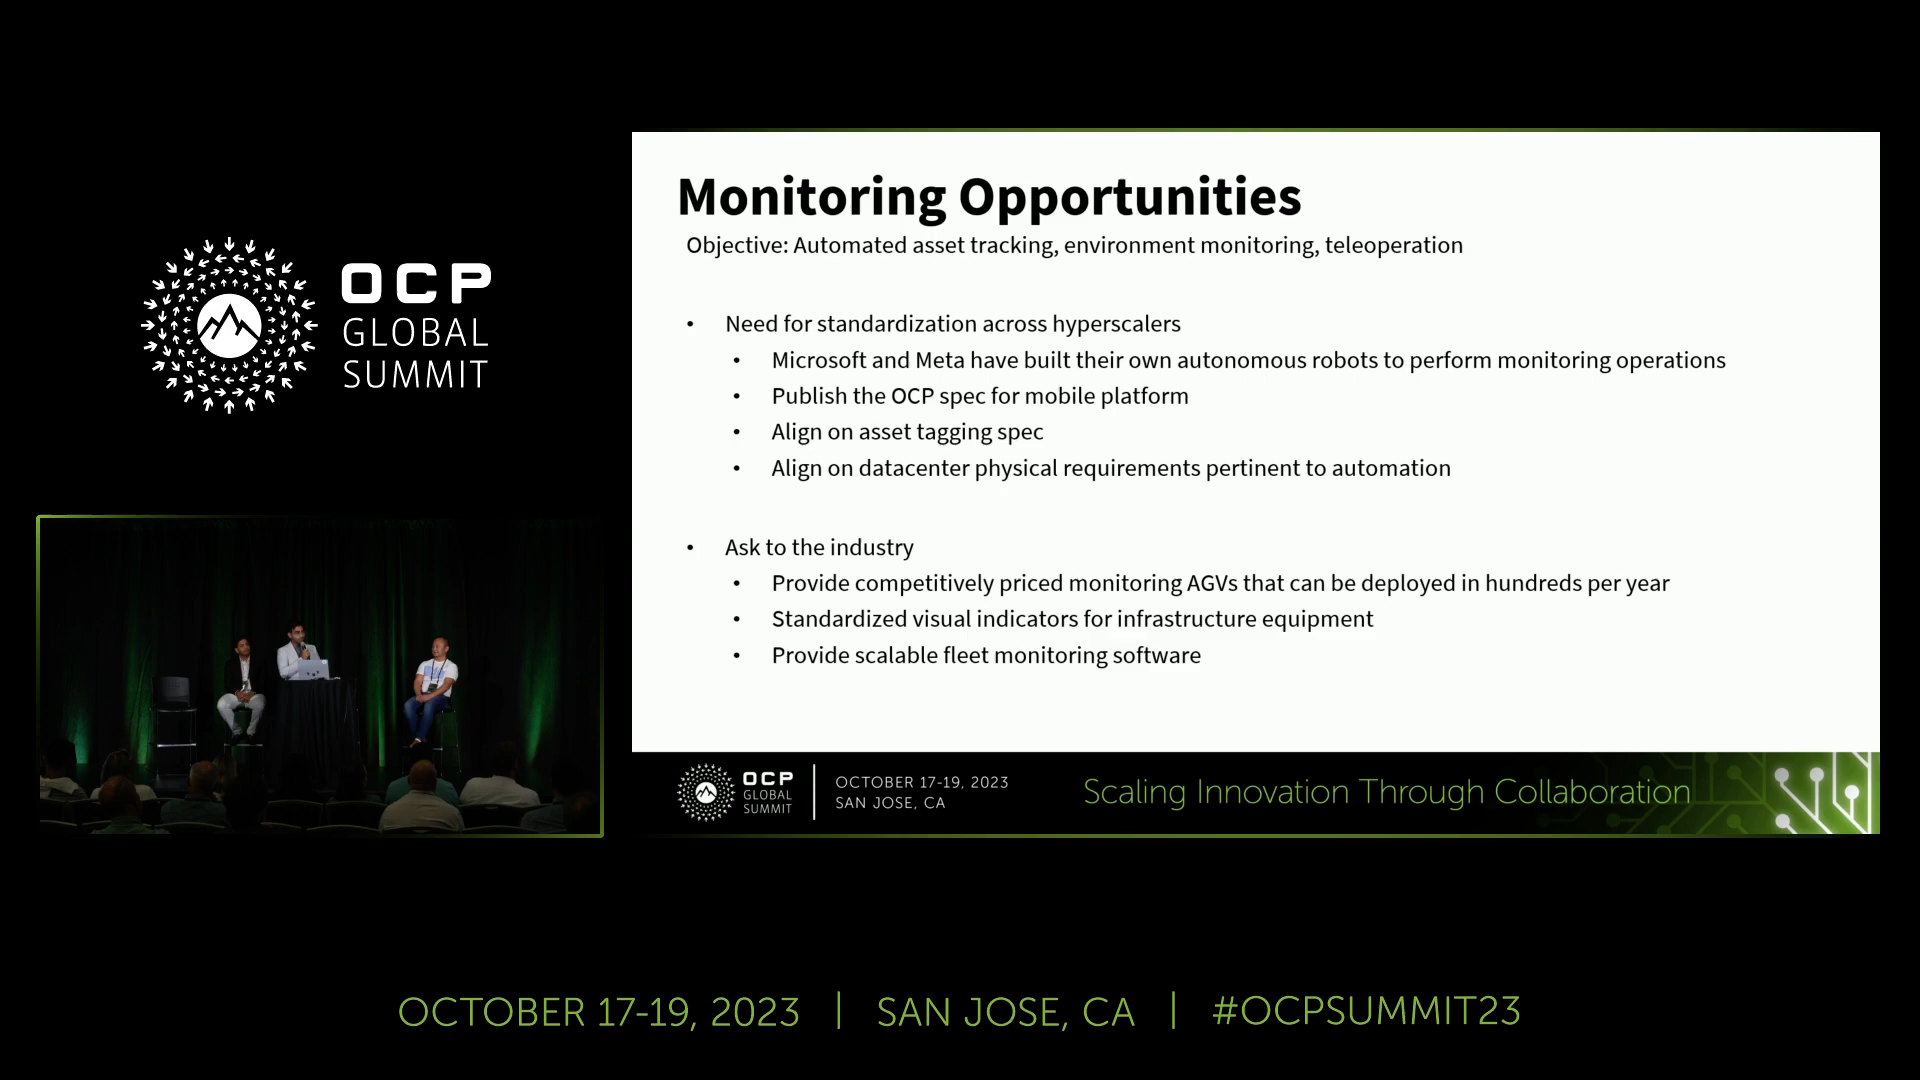 OCP
GLOBAL
SUMMIT
Monitoring Opportunities
Objective: Automated asset tracking, environment monitoring, teleoperation
• Need for standardization across hyperscalers
• Microsoft and Meta have built their own autonomous robots to perform monitoring operations
• Publish the OCP spec for mobile platform
• Align on asset tagging spec
• Align on datacenter physical requirements pertinent to automation
• Ask to the industry
• Provide competitively priced monitoring AGVs that can be deployed in hundreds per year
• Standardized visual indicators for infrastructure equipment
• Provide scalable fleet monitoring software
OCP
GLOBAL
SUMMIT
OCTOBER 17-19, 2023
SAN JOSE, CA
Scaling Innovation Through Collaboration
OCTOBER 17-19, 2023 | SAN JOSE, CA | #OCPSUMMIT23